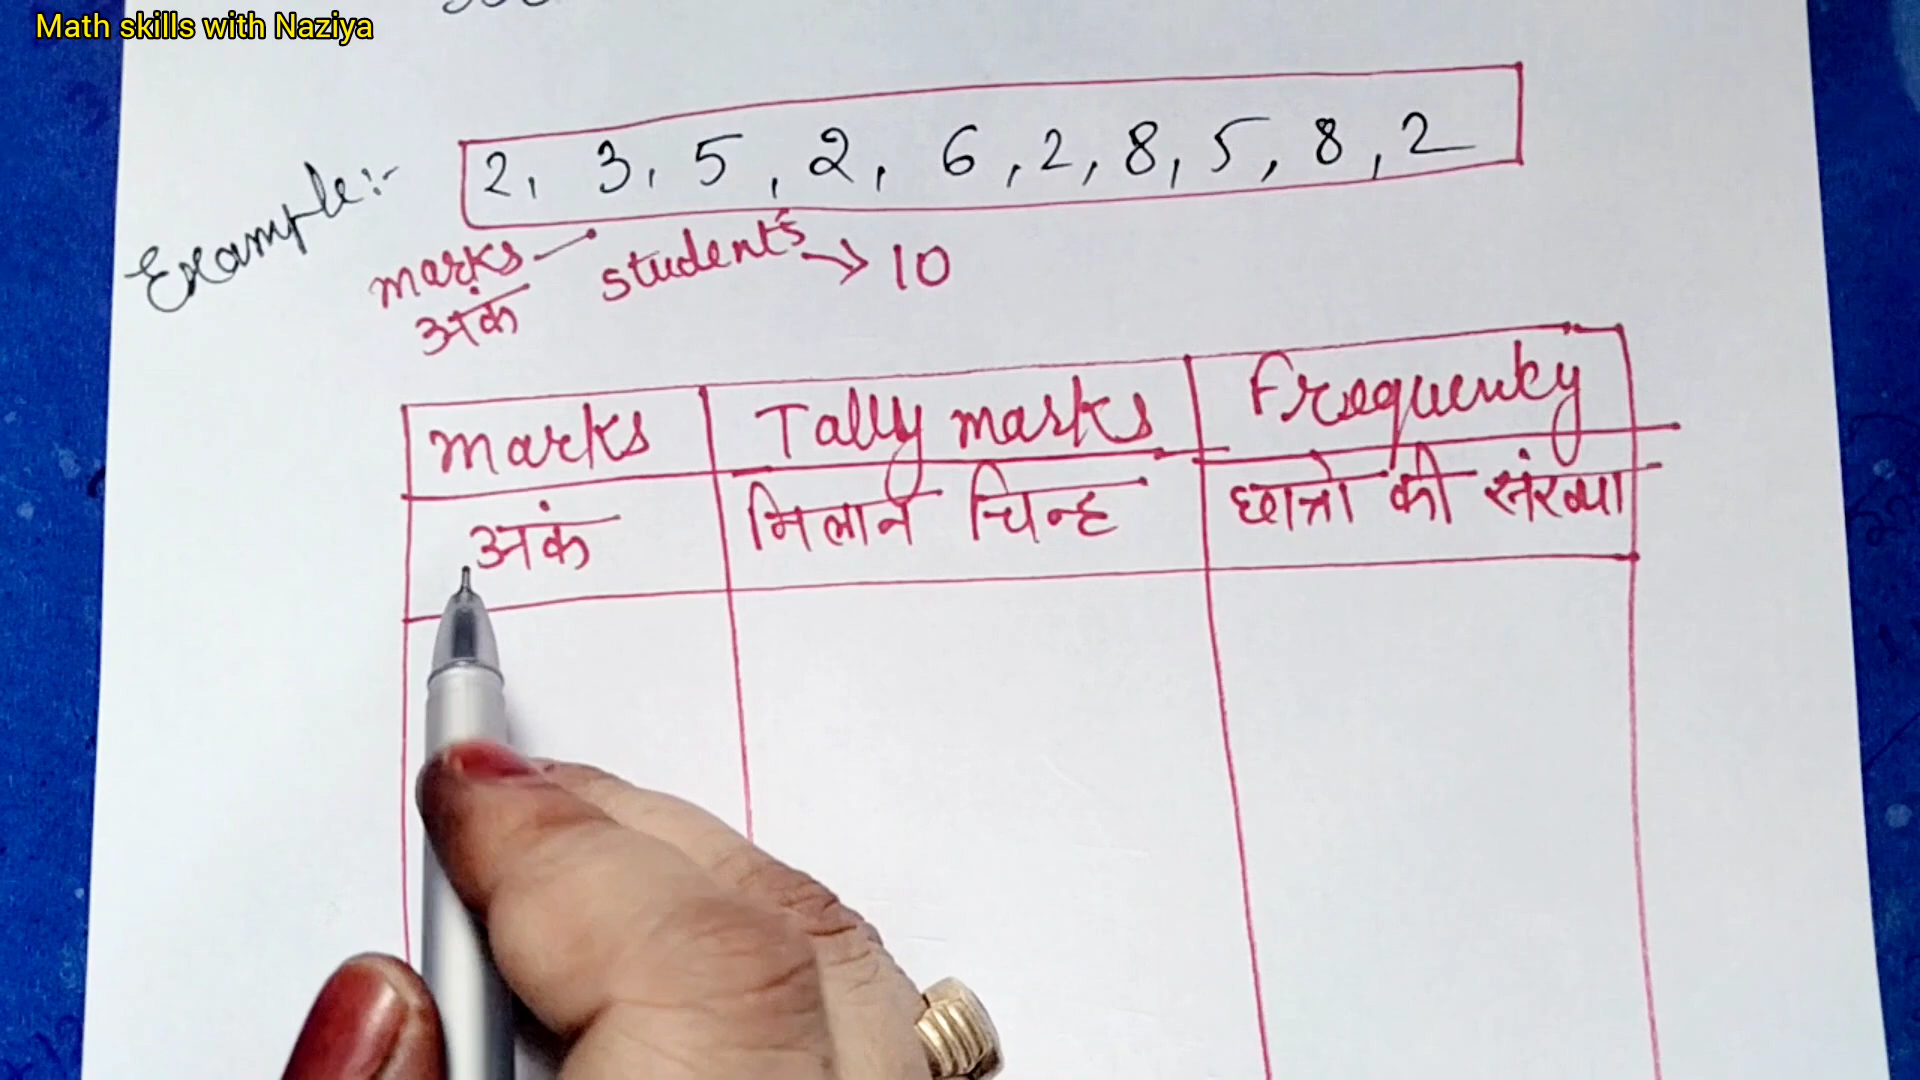 Math skills with Naziya
Example:-
2, 3, 5, 2, 6, 2, 8, 5, 8, 2
marks students → 10
अंक
marks Tally marks Frequency
अंक मिलान चिन्ह छात्रो की संख्या